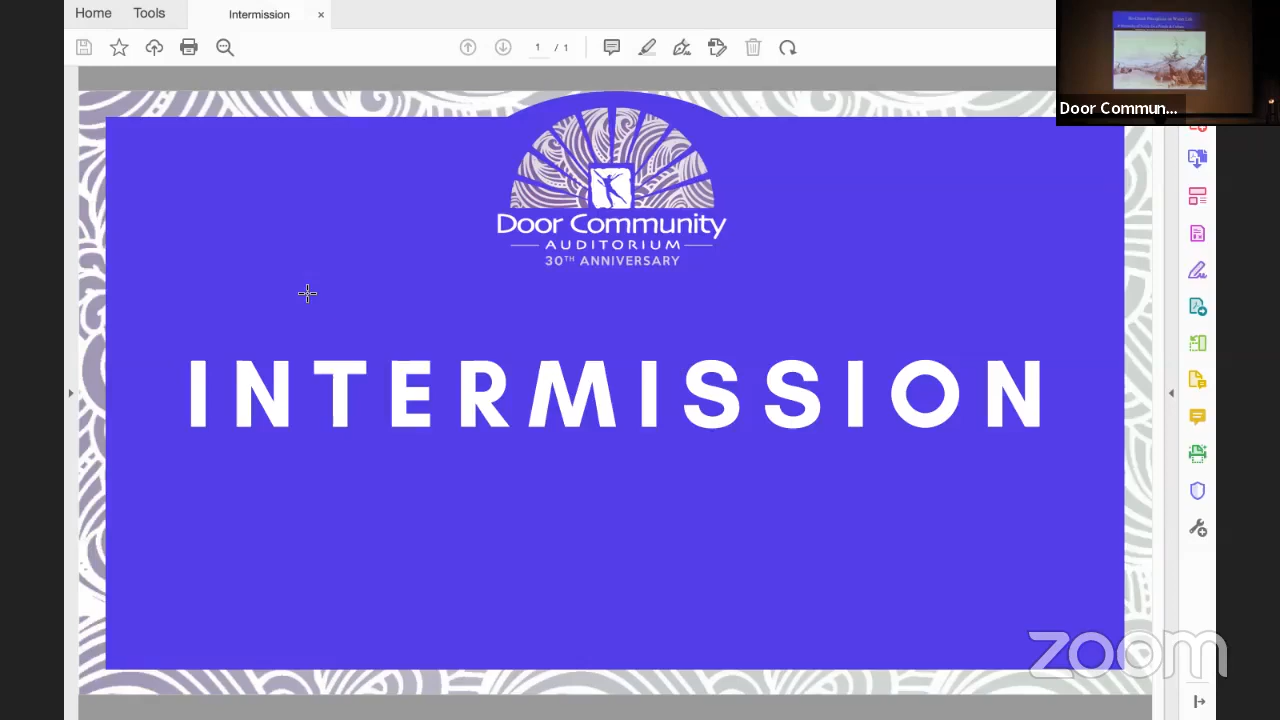 Home Tools Intermission ×
1 / 1
Door Commun...
Door Community
AUDITORIUM
30TH ANNIVERSARY
INTERMISSION
zoom